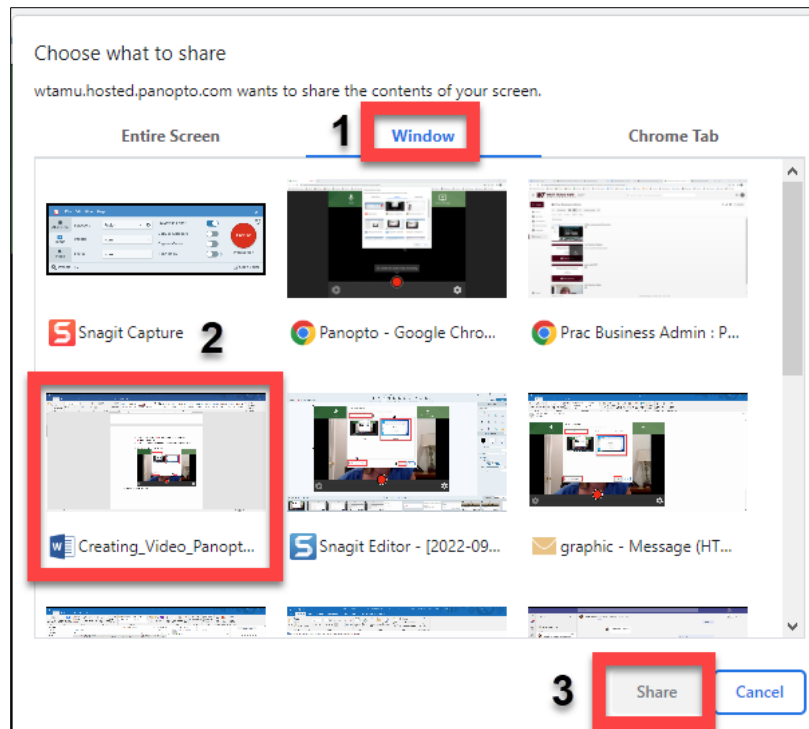 Choose what to share
wtamu.hosted.panopto.com wants to share the contents of your screen.
Entire Screen
1
Window
Chrome Tab
Snagit Capture
2
Panopto - Google Chro...
Prac Business Admin : P...
Creating_Video_Panopt...
Snagit Editor - [2022-09...
graphic - Message (HT...
3
Share
Cancel